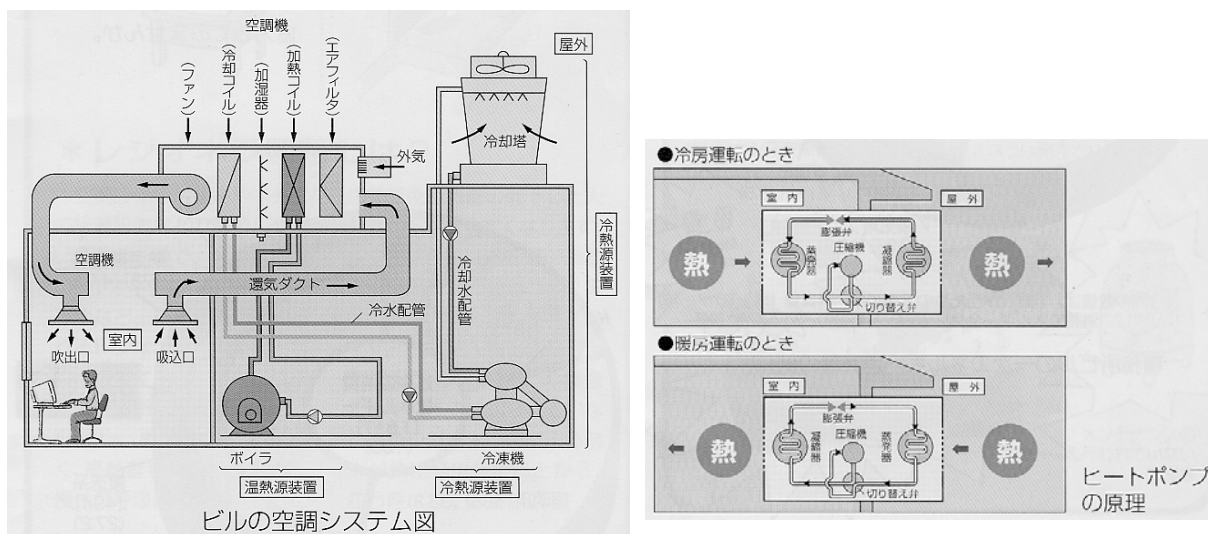 空調機
屋外
(ファン)
(冷却コイル)
(加湿器)
(加熱コイル)
(エアフィルタ)
冷却塔
外気
冷熱源装置
空調機
還気ダクト
冷却水配管
冷水配管
室内
吹出口
吸込口
ボイラ
冷凍機
温熱源装置
冷熱源装置
ビルの空調システム図
●冷房運転のとき
室内
屋外
膨張弁
熱
蒸発器
圧縮機
凝縮器
熱
切り替え弁
●暖房運転のとき
室内
屋外
膨張弁
熱
凝縮器
圧縮機
蒸発器
熱
切り替え弁
ヒートポンプ
の原理